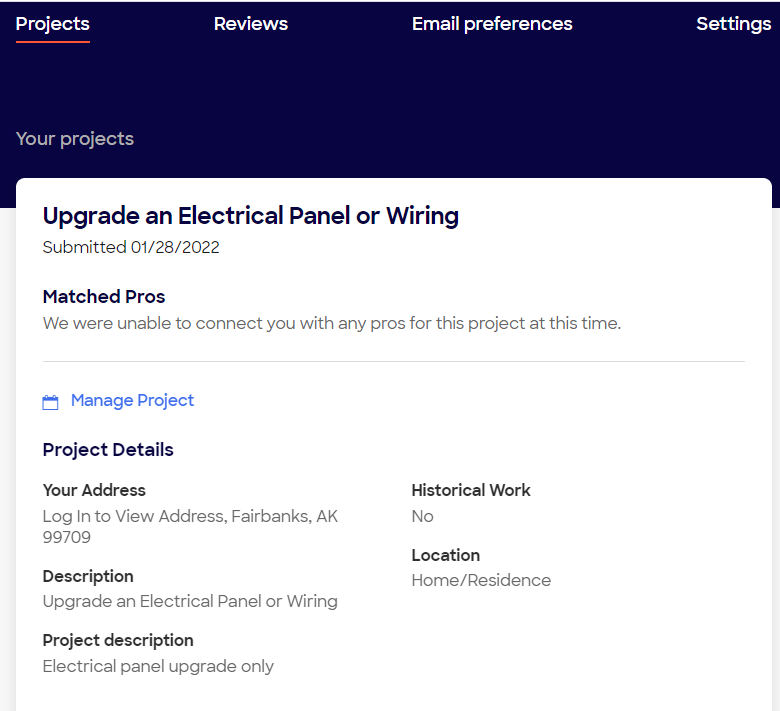 Projects
Reviews
Email preferences
Settings
Your projects
Upgrade an Electrical Panel or Wiring
Submitted 01/28/2022
Matched Pros
We were unable to connect you with any pros for this project at this time.
Manage Project
Project Details
Your Address
Log In to View Address, Fairbanks, AK
99709
Description
Upgrade an Electrical Panel or Wiring
Project description
Electrical panel upgrade only
Historical Work
No
Location
Home/Residence